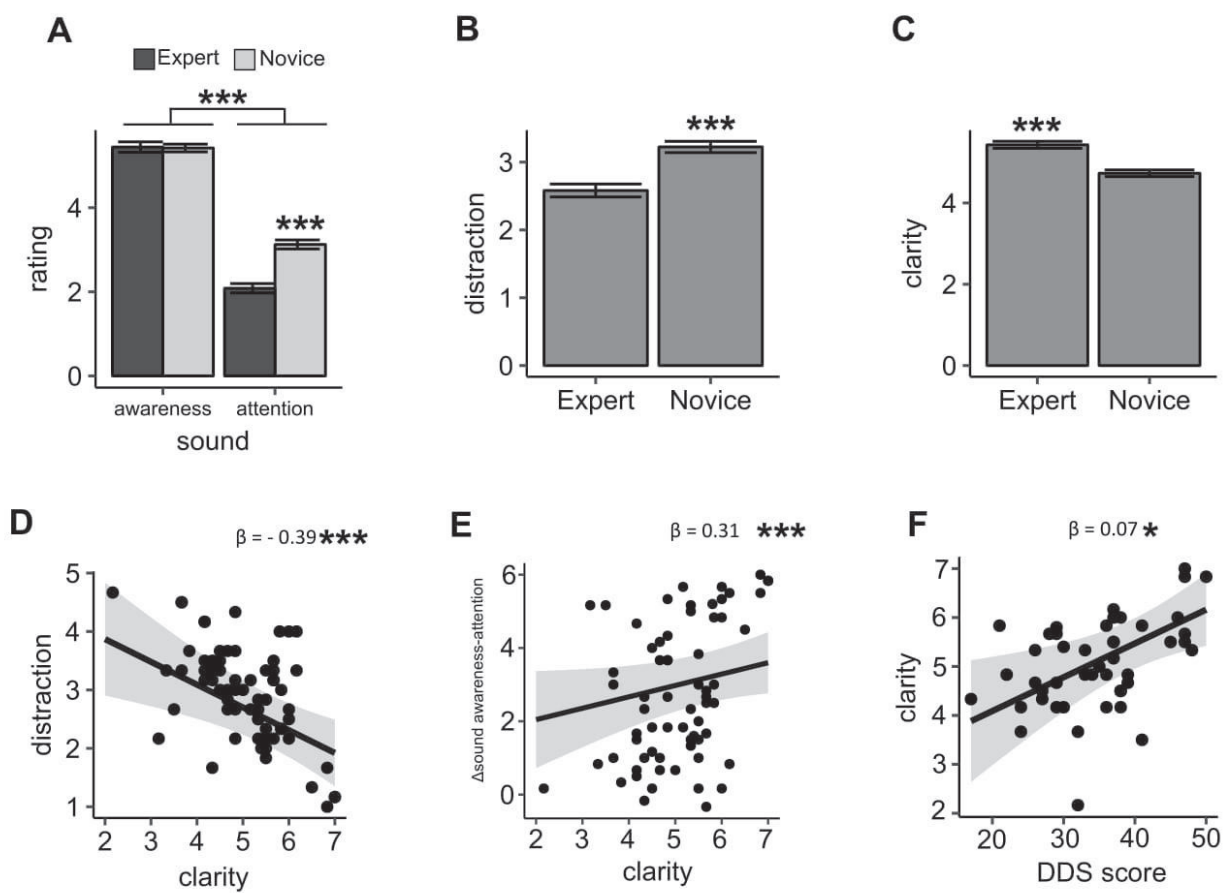 A
Expert Novice
***
***
rating
4
2
0
awareness attention
sound
B
***
distraction
3
2
1
0
Expert Novice
C
***
clarity
4
2
0
Expert Novice
D
β = - 0.39 ***
distraction
5
4
3
2
1
2 3 4 5 6 7
clarity
E
β = 0.31 ***
Δsound awareness-attention
6
4
2
0
2 3 4 5 6 7
clarity
F
β = 0.07 *
clarity
7
6
5
4
3
2
20 30 40 50
DDS score